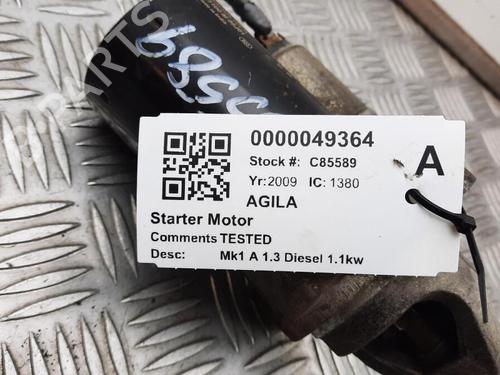 0000049364
Stock #: C85589
A
Yr:2009 IC: 1380
AGILA
Starter Motor
Comments TESTED
Desc: Mk1 A 1.3 Diesel 1.1kw